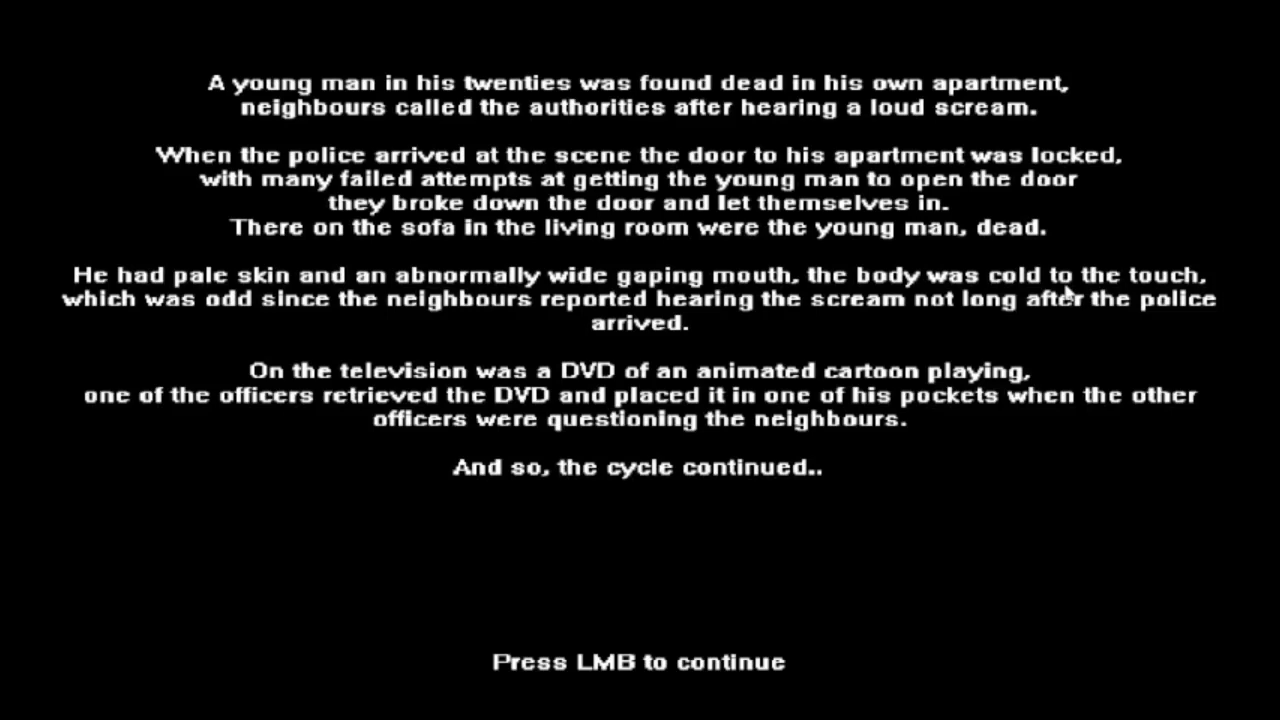 A young man in his twenties was found dead in his own apartment,
neighbours called the authorities after hearing a loud scream.
When the police arrived at the scene the door to his apartment was locked,
with many failed attempts at getting the young man to open the door
they broke down the door and let themselves in.
There on the sofa in the living room were the young man, dead.
He had pale skin and an abnormally wide gaping mouth, the body was cold to the touch,
which was odd since the neighbours reported hearing the scream not long after the police
arrived.
On the television was a DVD of an animated cartoon playing,
one of the officers retrieved the DVD and placed it in one of his pockets when the other
officers were questioning the neighbours.
And so, the cycle continued..
Press LMB to continue